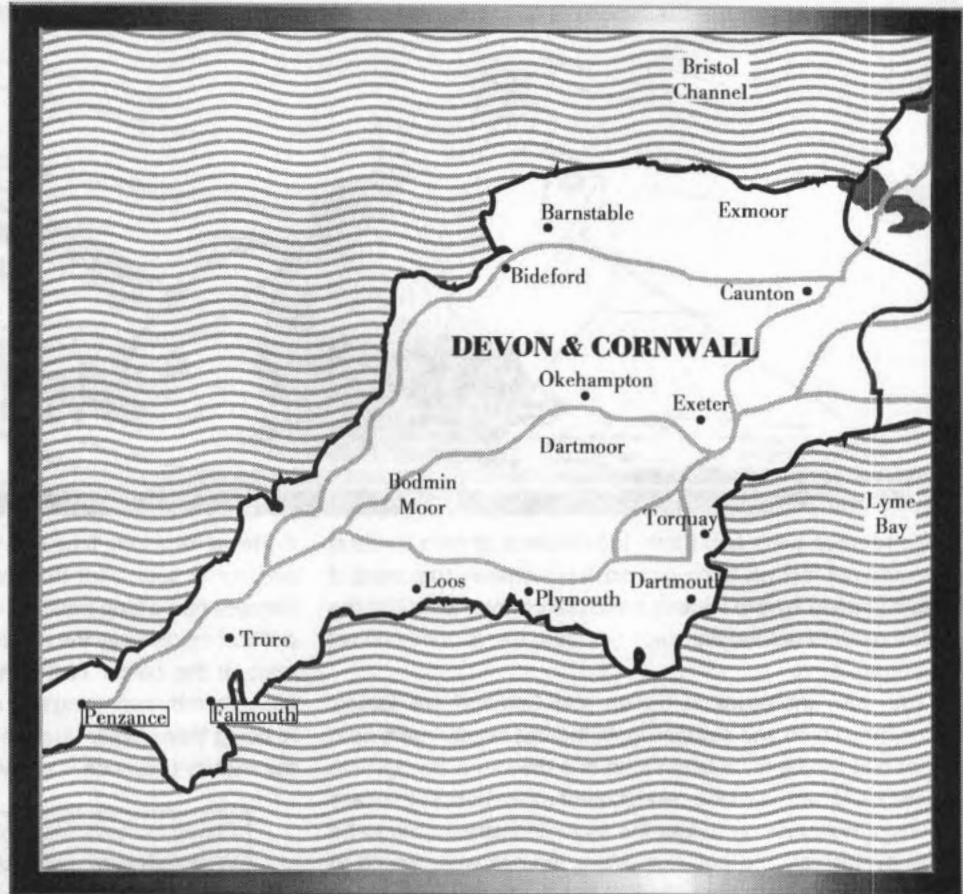 Bristol
Channel
Barnstable
Exmoor
Bideford
Caunton
DEVON & CORNWALL
Okehampton
Exeter
Dartmoor
Bodmin
Moor
Lyme
Bay
Torquay
Loos
Plymouth
Dartmouth
Truro
Penzance
Falmouth